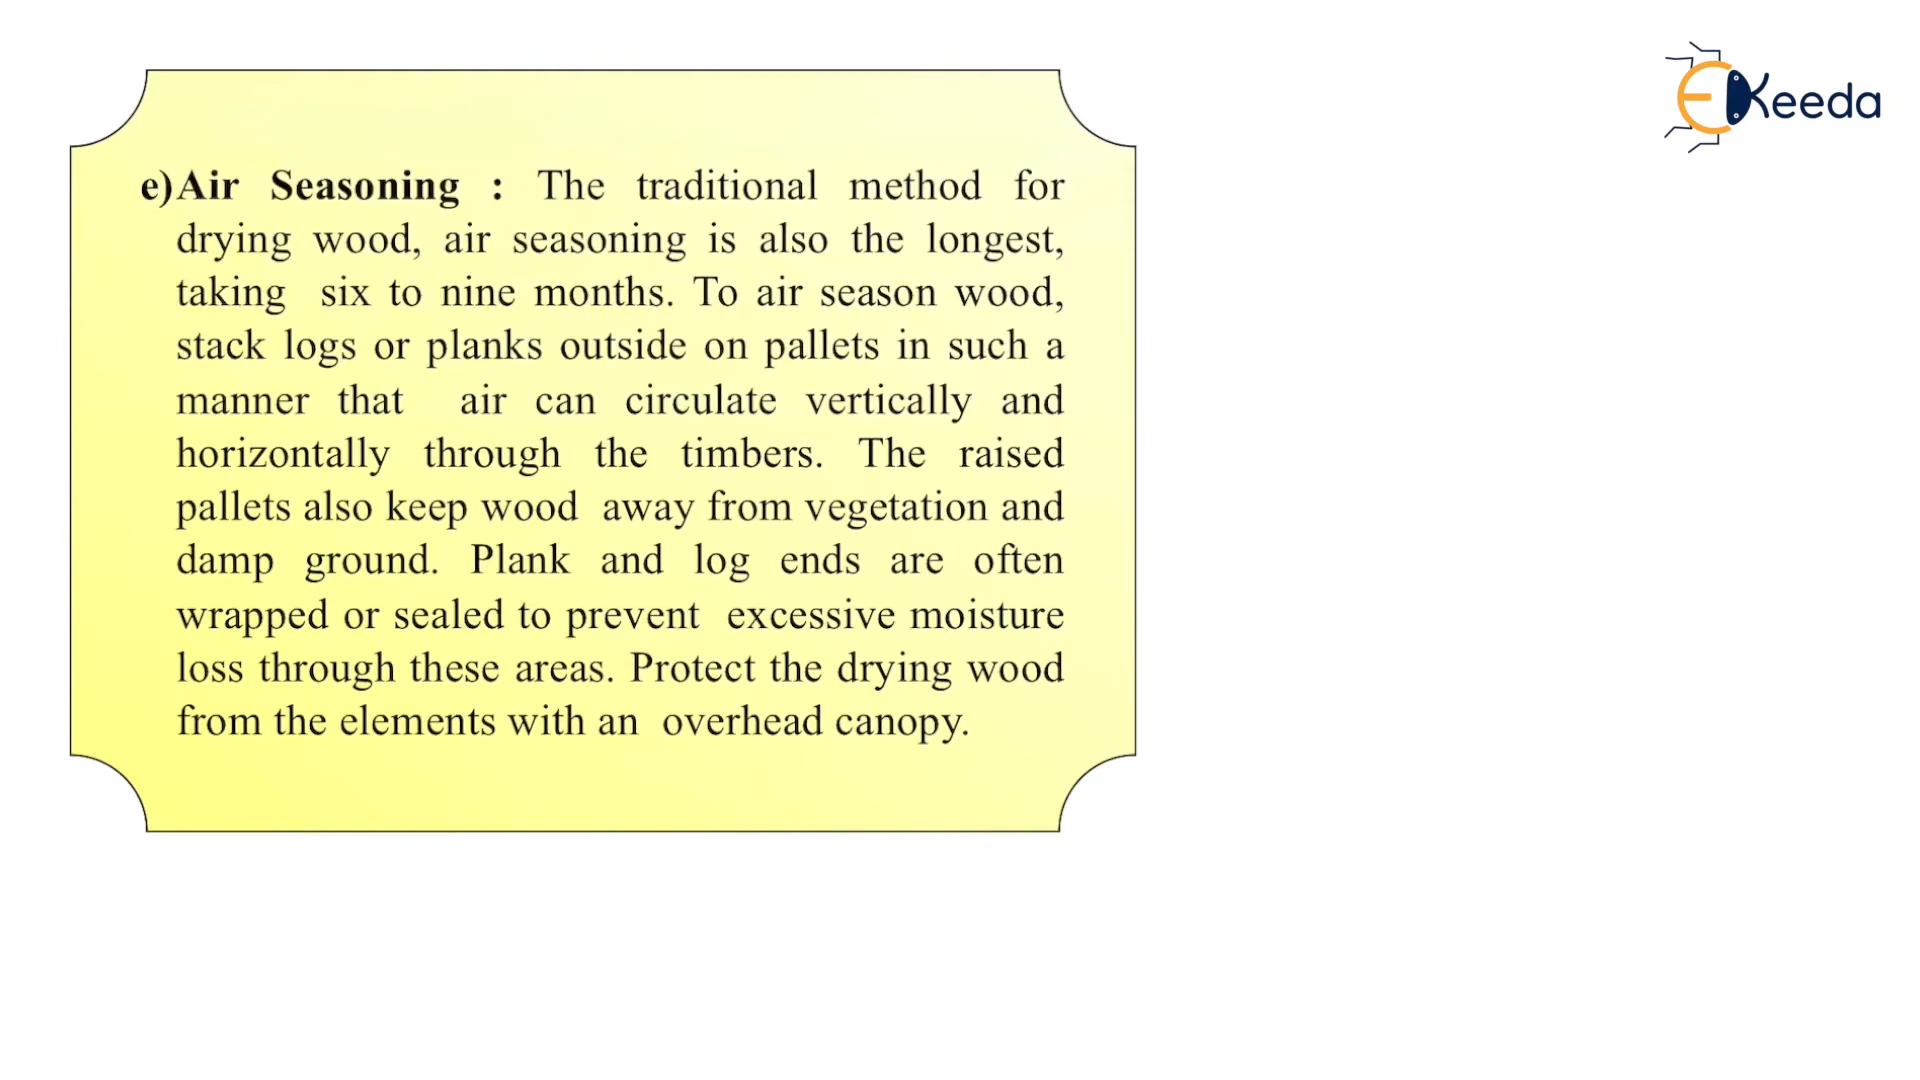 EKeeda
e)Air Seasoning : The traditional method for
drying wood, air seasoning is also the longest,
taking six to nine months. To air season wood,
stack logs or planks outside on pallets in such a
manner that air can circulate vertically and
horizontally through the timbers. The raised
pallets also keep wood away from vegetation and
damp ground. Plank and log ends are often
wrapped or sealed to prevent excessive moisture
loss through these areas. Protect the drying wood
from the elements with an overhead canopy.